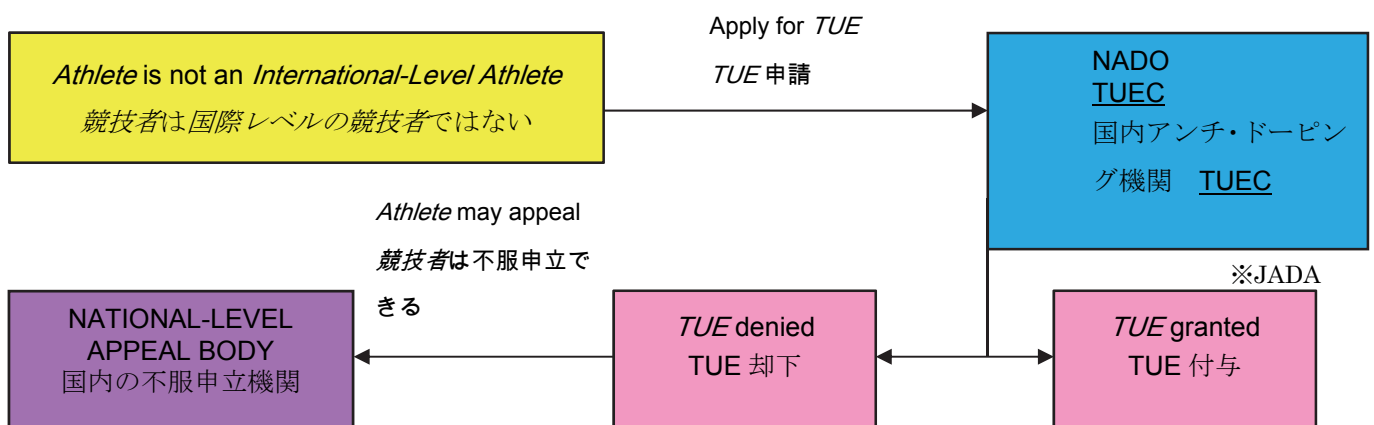 Athlete is not an International-Level Athlete
競技者は国際レベルの競技者ではない
Apply for TUE
TUE 申請
NADO
TUEC
国内アンチ・ドーピン
グ機関 TUEC
※JADA
Athlete may appeal
競技者は不服申立で
きる
NATIONAL-LEVEL
APPEAL BODY
国内の不服申立機関
TUE denied
TUE 却下
TUE granted
TUE 付与